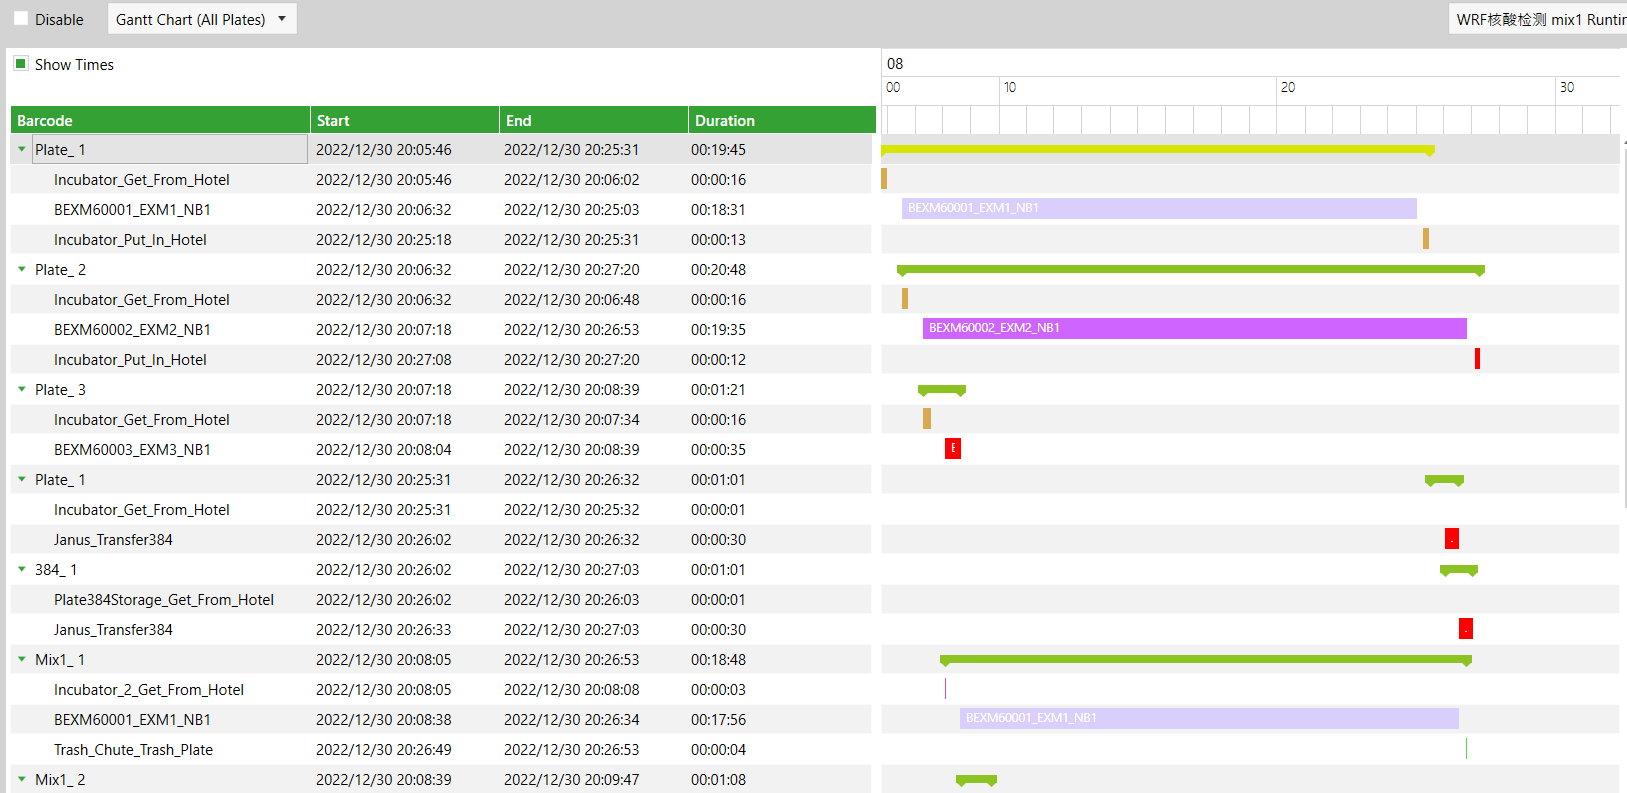 Disable
Gantt Chart (All Plates)
WRF核酸检测 mix1 Runtin
Show Times
08
00 10 20 30
Barcode Start End Duration
Plate_ 1 2022/12/30 20:05:46 2022/12/30 20:25:31 00:19:45
Incubator_Get_From_Hotel 2022/12/30 20:05:46 2022/12/30 20:06:02 00:00:16
BEXM60001_EXM1_NB1 2022/12/30 20:06:32 2022/12/30 20:25:03 00:18:31 BEXM60001_EXM1_NB1
Incubator_Put_In_Hotel 2022/12/30 20:25:18 2022/12/30 20:25:31 00:00:13
Plate_ 2 2022/12/30 20:06:32 2022/12/30 20:27:20 00:20:48
Incubator_Get_From_Hotel 2022/12/30 20:06:32 2022/12/30 20:06:48 00:00:16
BEXM60002_EXM2_NB1 2022/12/30 20:07:18 2022/12/30 20:26:53 00:19:35 BEXM60002_EXM2_NB1
Incubator_Put_In_Hotel 2022/12/30 20:27:08 2022/12/30 20:27:20 00:00:12
Plate_ 3 2022/12/30 20:07:18 2022/12/30 20:08:39 00:01:21
Incubator_Get_From_Hotel 2022/12/30 20:07:18 2022/12/30 20:07:34 00:00:16
BEXM60003_EXM3_NB1 2022/12/30 20:08:04 2022/12/30 20:08:39 00:00:35 E
Plate_ 1 2022/12/30 20:25:31 2022/12/30 20:26:32 00:01:01
Incubator_Get_From_Hotel 2022/12/30 20:25:31 2022/12/30 20:25:32 00:00:01
Janus_Transfer384 2022/12/30 20:26:02 2022/12/30 20:26:32 00:00:30
384_ 1 2022/12/30 20:26:02 2022/12/30 20:27:03 00:01:01
Plate384Storage_Get_From_Hotel 2022/12/30 20:26:02 2022/12/30 20:26:03 00:00:01
Janus_Transfer384 2022/12/30 20:26:33 2022/12/30 20:27:03 00:00:30
Mix1_ 1 2022/12/30 20:08:05 2022/12/30 20:26:53 00:18:48
Incubator_2_Get_From_Hotel 2022/12/30 20:08:05 2022/12/30 20:08:08 00:00:03
BEXM60001_EXM1_NB1 2022/12/30 20:08:38 2022/12/30 20:26:34 00:17:56 BEXM60001_EXM1_NB1
Trash_Chute_Trash_Plate 2022/12/30 20:26:49 2022/12/30 20:26:53 00:00:04
Mix1_ 2 2022/12/30 20:08:39 2022/12/30 20:09:47 00:01:08